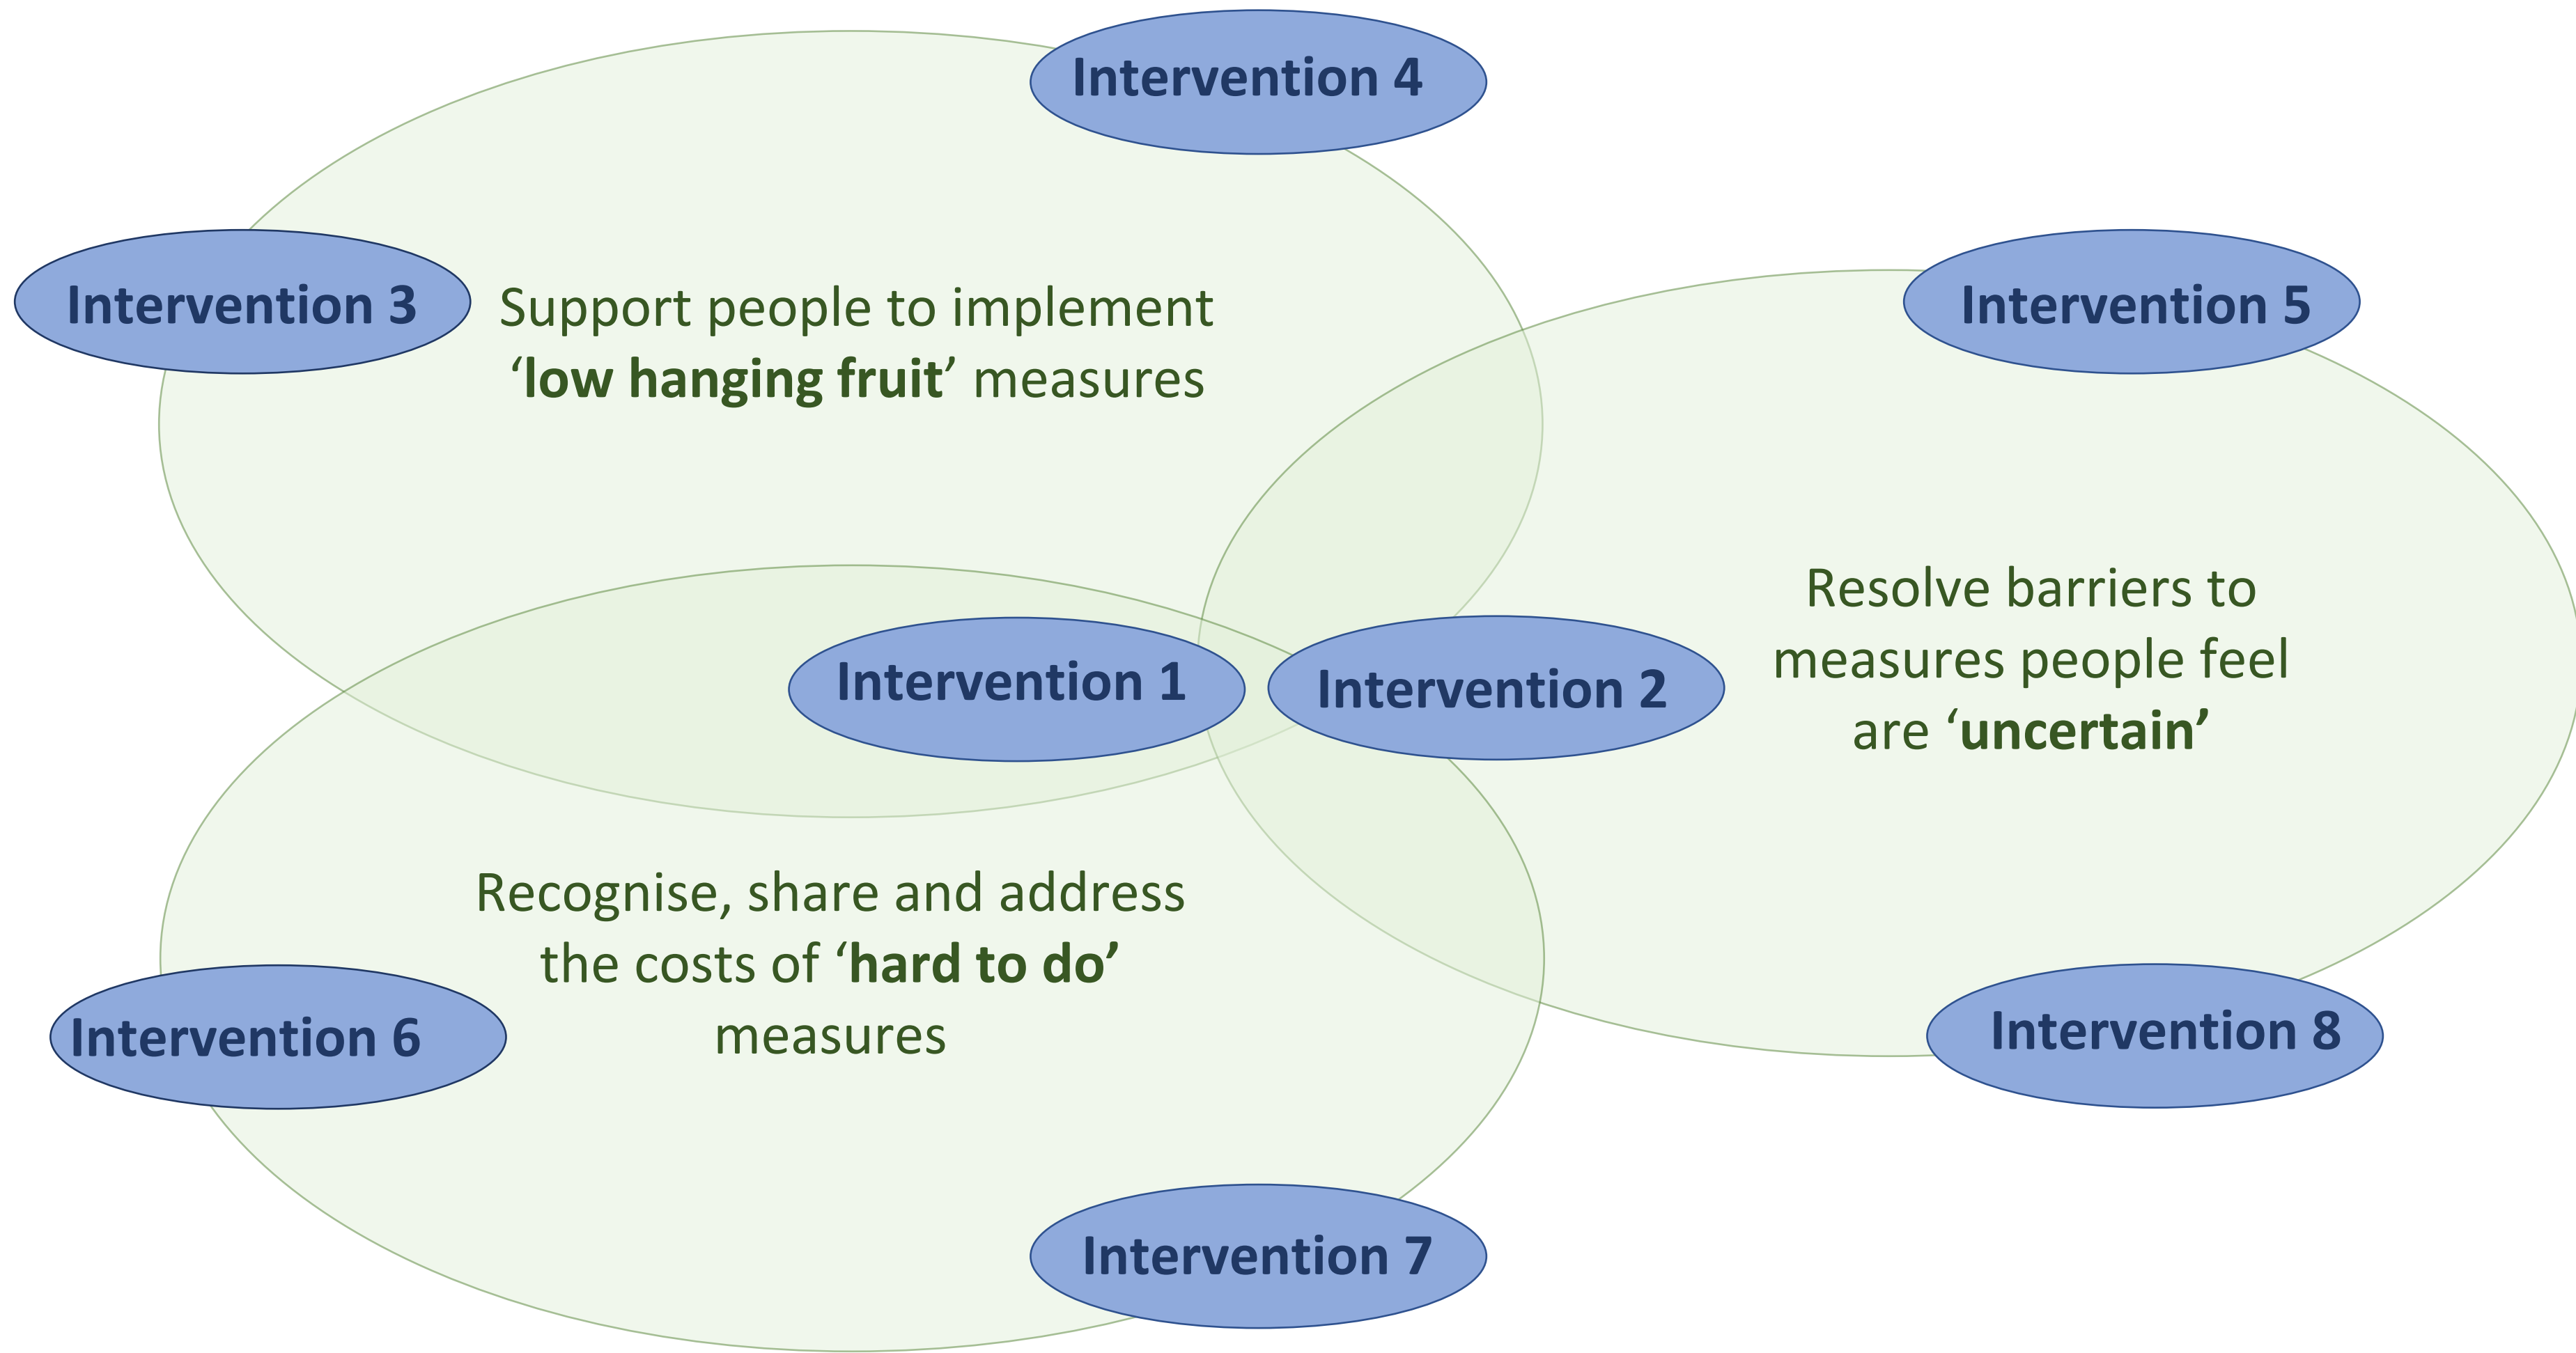 Intervention 4
Intervention 3
Support people to implement
‘low hanging fruit’ measures
Intervention 5
Resolve barriers to
measures people feel
are ‘uncertain’
Intervention 1
Intervention 2
Recognise, share and address
the costs of ‘hard to do’
measures
Intervention 6
Intervention 8
Intervention 7